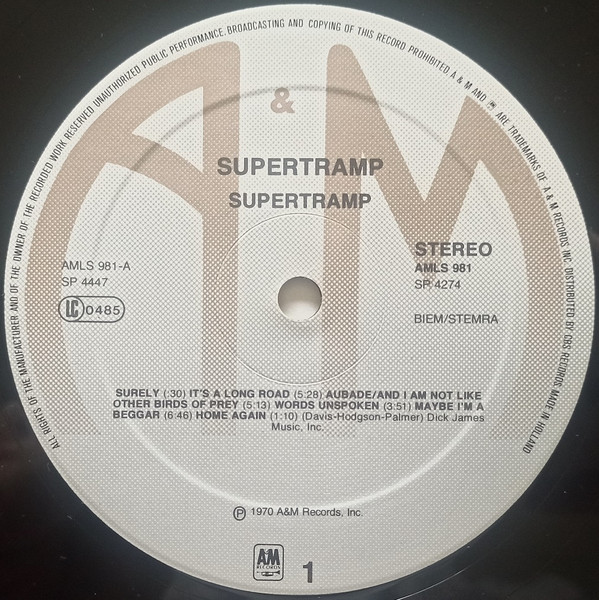 ALL RIGHTS OF THE MANUFACTURER AND OF THE OWNER OF THE RECORDED WORK RESERVED UNAUTHORIZED PUBLIC PERFORMANCE, BROADCASTING AND COPYING OF THIS RECORD PROHIBITED, A & M AND ARE TRADEMARKS OF A & M RECORDS INC. DISTRIBUTED BY CBS RECORDS MADE IN HOLLAND
A & M
SUPERTRAMP
SUPERTRAMP
AMLS 981-A
SP 4447
LC 0485
STEREO
AMLS 981
SP 4274
BIEM/STEMRA
SURELY (:30) IT'S A LONG ROAD (5:28) AUBADE/AND I AM NOT LIKE
OTHER BIRDS OF PREY (5:13) WORDS UNSPOKEN (3:51) MAYBE I'M A
BEGGAR (6:46) HOME AGAIN (1:10) (Davis-Hodgson-Palmer) Dick James
Music, Inc.
Ⓟ 1970 A&M Records, Inc.
A&M
RECORDS
1